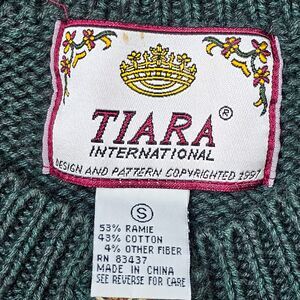 TIARA®
INTERNATIONAL
DESIGN AND PATTERN COPYRIGHTED 1997
S
53% RAMIE
43% COTTON
4% OTHER FIBER
RN 83437
MADE IN CHINA
SEE REVERSE FOR CARE